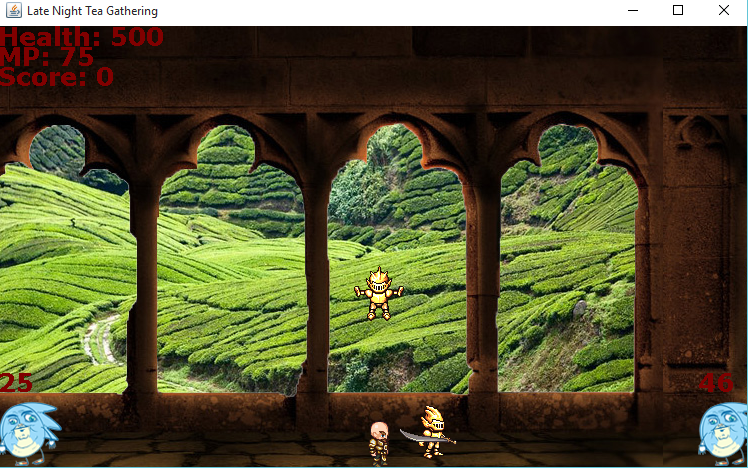 Late Night Tea Gathering
Health: 500
MP: 75
Score: 0
25
46